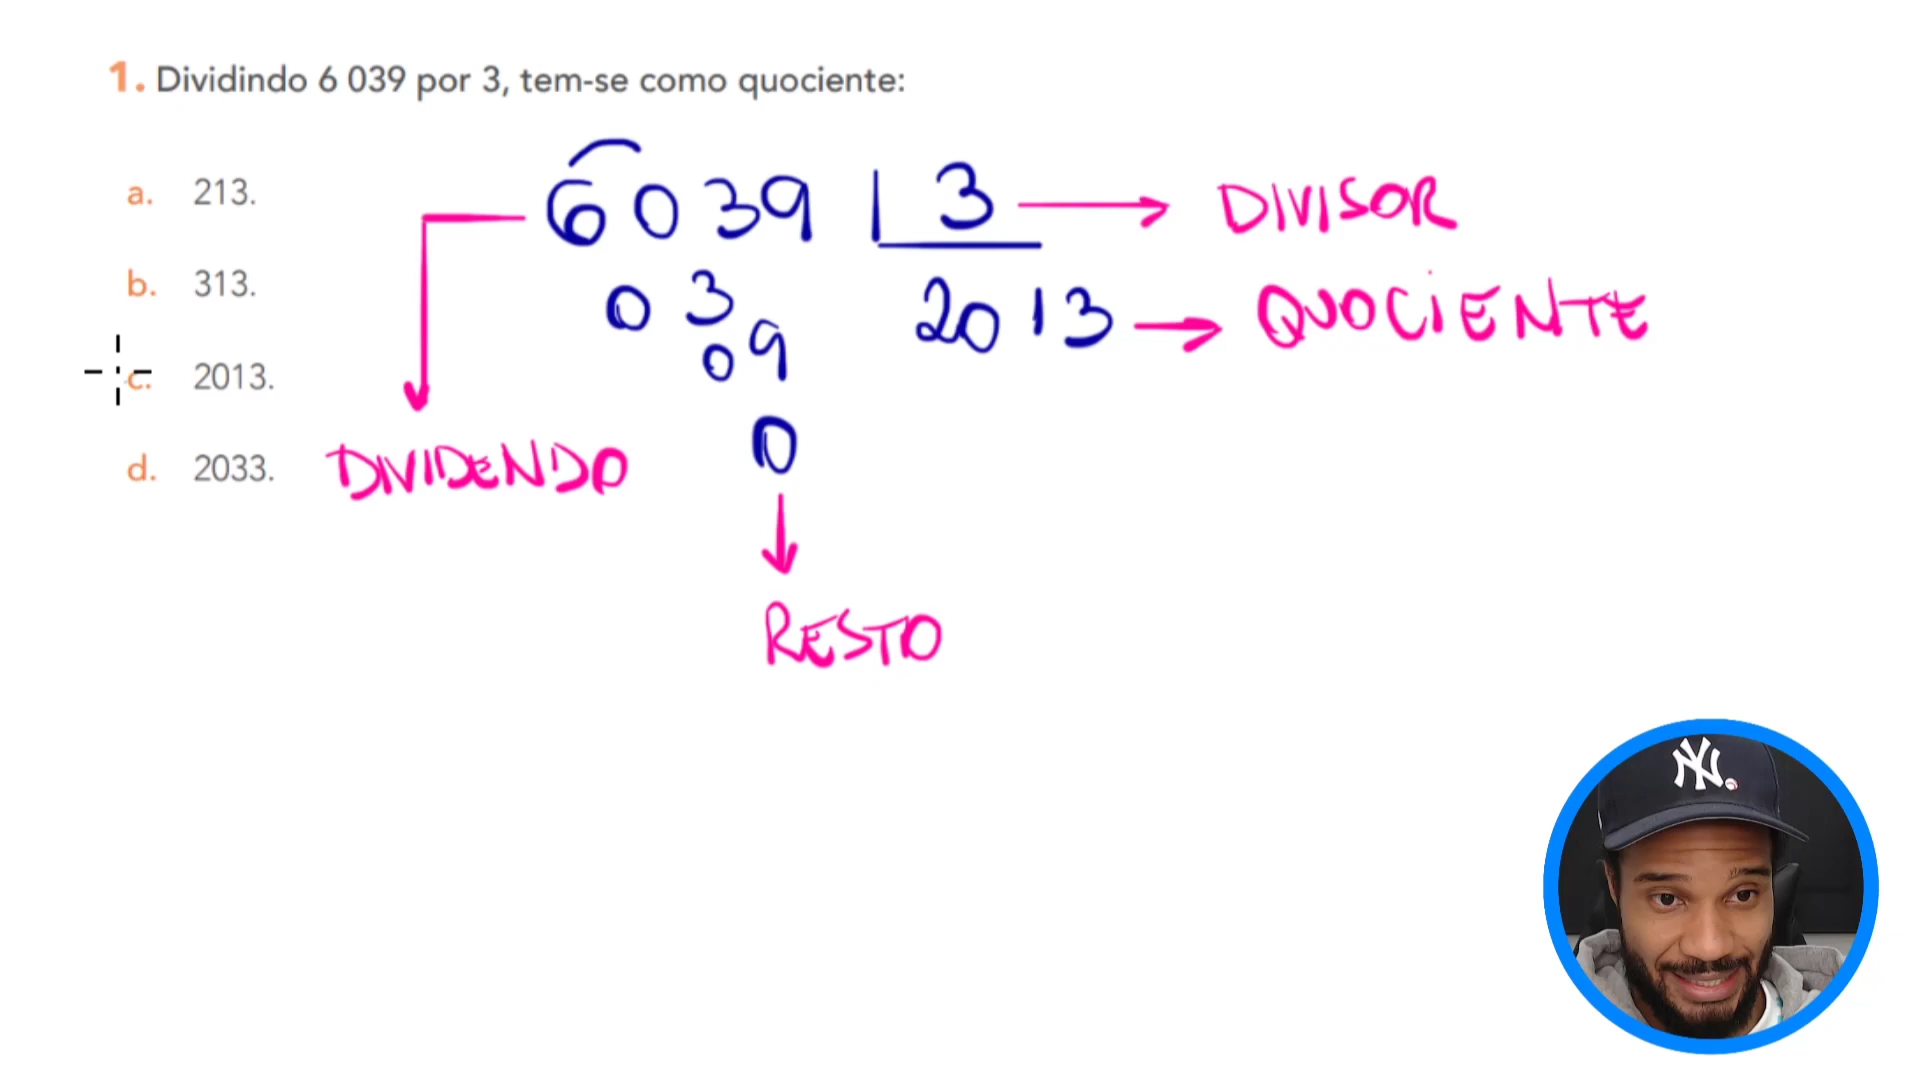 1. Dividindo 6 039 por 3, tem-se como quociente:
a. 213.
b. 313.
c. 2013.
d. 2033.
6039 | 3 → DIVISOR
03 2013 → QUOCIENTE
09
0
DIVIDENDO
RESTO
NY